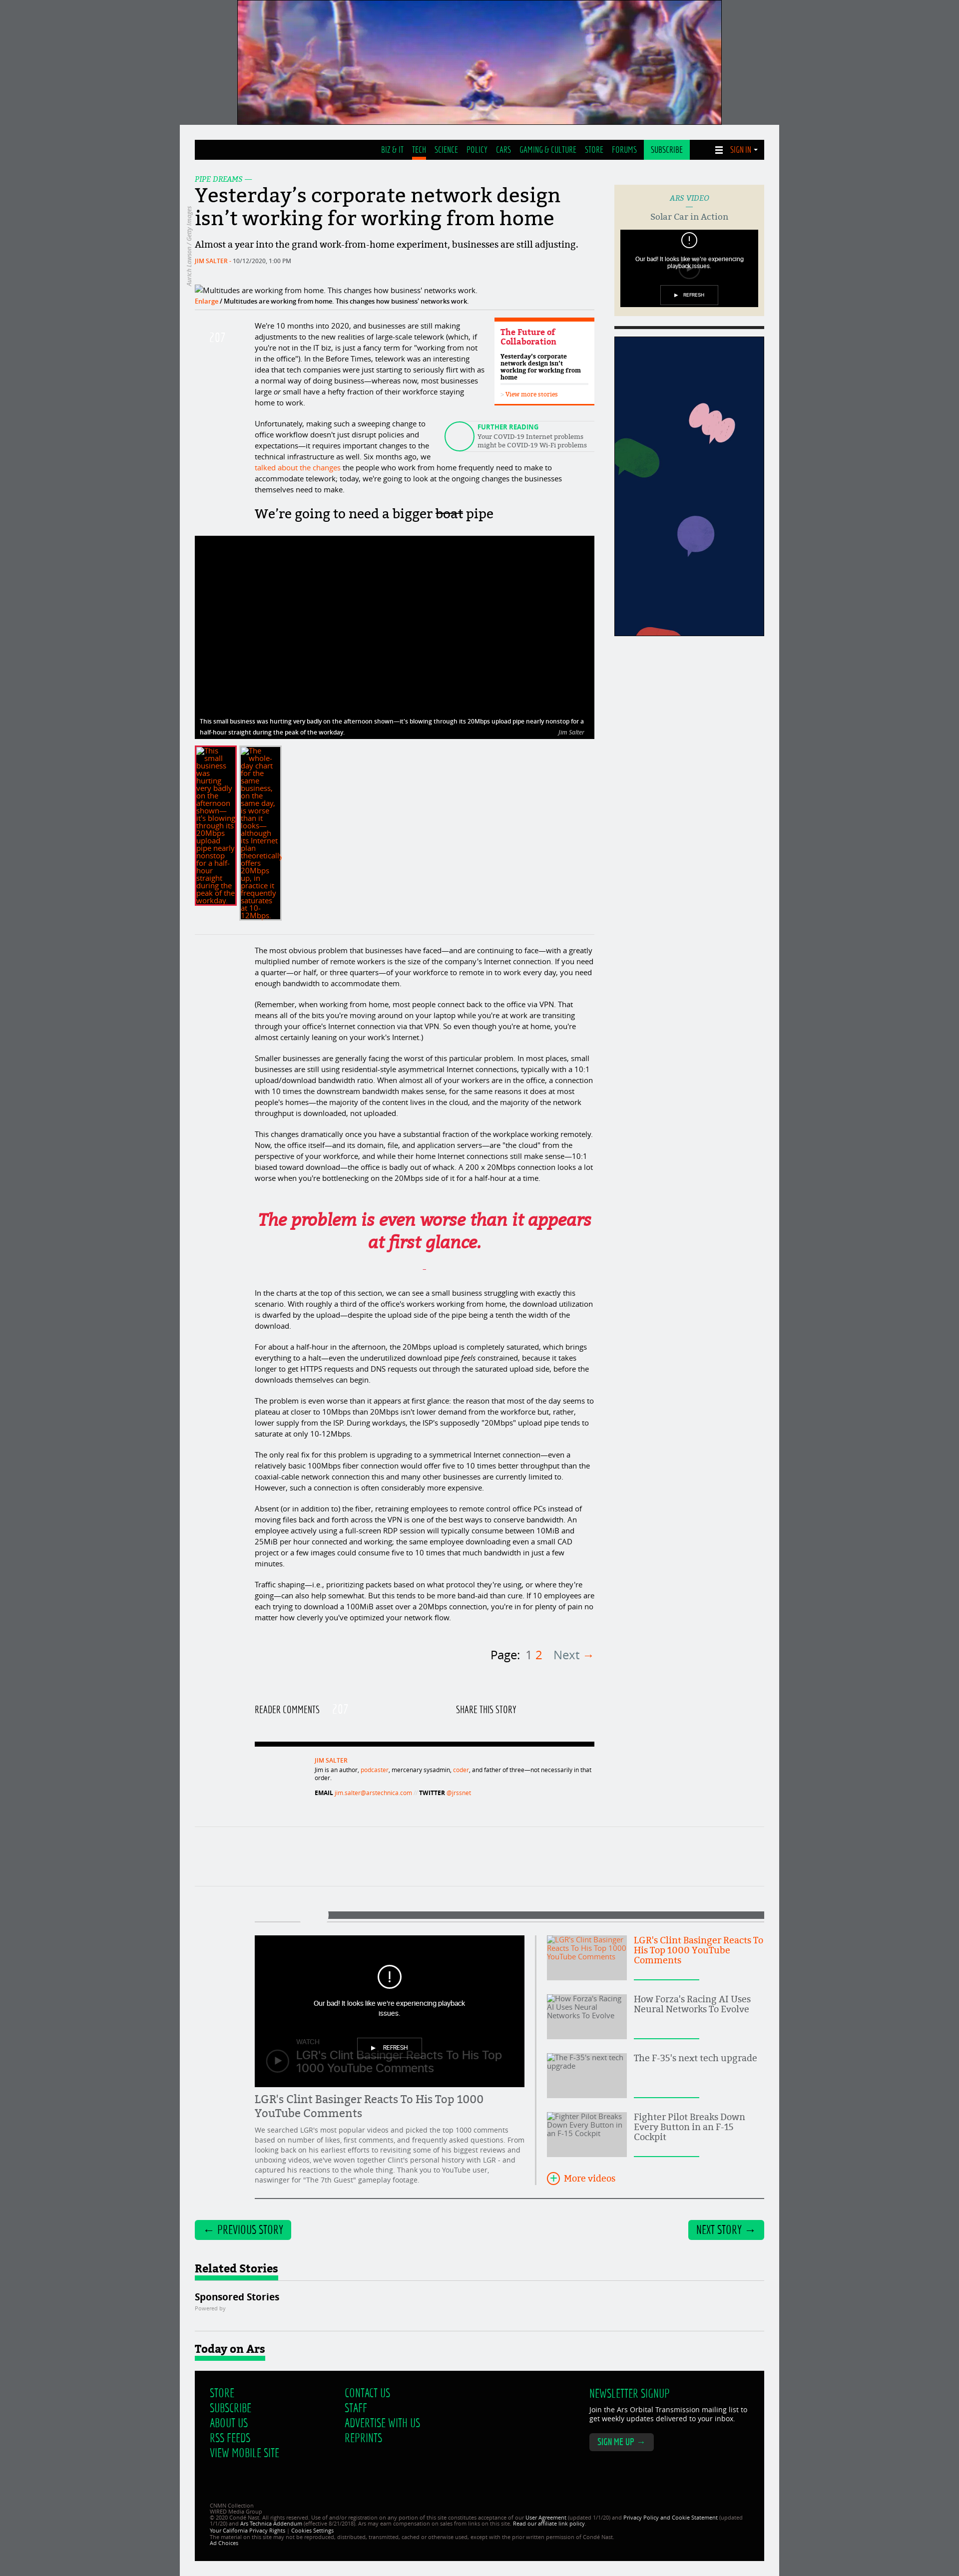 BIZ & IT TECH SCIENCE POLICY CARS GAMING & CULTURE STORE FORUMS SUBSCRIBE SIGN IN
PIPE DREAMS —
Yesterday's corporate network design
isn't working for working from home
Almost a year into the grand work-from-home experiment, businesses are still adjusting.
JIM SALTER - 10/12/2020, 1:00 PM
Aurich Lawson / Getty Images
Multitudes are working from home. This changes how business' networks work.
Enlarge / Multitudes are working from home. This changes how business' networks work.
207
We're 10 months into 2020, and businesses are still making
adjustments to the new realities of large-scale telework (which, if
you're not in the IT biz, is just a fancy term for "working from not
in the office"). In the Before Times, telework was an interesting
idea that tech companies were just starting to seriously flirt with as
a normal way of doing business—whereas now, most businesses
large or small have a hefty fraction of their workforce staying
home to work.
The Future of
Collaboration
Yesterday's corporate
network design isn't
working for working from
home
View more stories
Unfortunately, making such a sweeping change to
office workflow doesn't just disrupt policies and
expectations—it requires important changes to the
technical infrastructure as well. Six months ago, we
talked about the changes the people who work from home frequently need to make to
accommodate telework; today, we're going to look at the ongoing changes the businesses
themselves need to make.
FURTHER READING
Your COVID-19 Internet problems
might be COVID-19 Wi-Fi problems
We're going to need a bigger boat pipe
This small business was hurting very badly on the afternoon shown—it's blowing through its 20Mbps upload pipe nearly nonstop for a
half-hour straight during the peak of the workday.
Jim Salter
This
small
business
was
hurting
very badly
on the
afternoon
shown—
it's blowing
through its
20Mbps
upload
pipe nearly
nonstop
for a half-
hour
straight
during the
peak of the
workday.
The
whole-
day chart
for the
same
business,
on the
same day,
is worse
than it
looks—
although
its Internet
plan
theoretically
offers
20Mbps
up, in
practice it
frequently
saturates
at 10-
12Mbps
The most obvious problem that businesses have faced—and are continuing to face—with a greatly
multiplied number of remote workers is the size of the company's Internet connection. If you need
a quarter—or half, or three quarters—of your workforce to remote in to work every day, you need
enough bandwidth to accommodate them.
(Remember, when working from home, most people connect back to the office via VPN. That
means all of the bits you're moving around on your laptop while you're at work are transiting
through your office's Internet connection via that VPN. So even though you're at home, you're
almost certainly leaning on your work's Internet.)
Smaller businesses are generally facing the worst of this particular problem. In most places, small
businesses are still using residential-style asymmetrical Internet connections, typically with a 10:1
upload/download bandwidth ratio. When almost all of your workers are in the office, a connection
with 10 times the downstream bandwidth makes sense, for the same reasons it does at most
people's homes—the majority of the content lives in the cloud, and the majority of the network
throughput is downloaded, not uploaded.
This changes dramatically once you have a substantial fraction of the workplace working remotely.
Now, the office itself—and its domain, file, and application servers—are "the cloud" from the
perspective of your workforce, and while their home Internet connections still make sense—10:1
biased toward download—the office is badly out of whack. A 200 x 20Mbps connection looks a lot
worse when you're bottlenecking on the 20Mbps side of it for a half-hour at a time.
The problem is even worse than it appears
at first glance.
In the charts at the top of this section, we can see a small business struggling with exactly this
scenario. With roughly a third of the office's workers working from home, the download utilization
is dwarfed by the upload—despite the upload side of the pipe being a tenth the width of the
download.
For about a half-hour in the afternoon, the 20Mbps upload is completely saturated, which brings
everything to a halt—even the underutilized download pipe feels constrained, because it takes
longer to get HTTPS requests and DNS requests out through the saturated upload side, before the
downloads themselves can begin.
The problem is even worse than it appears at first glance: the reason that most of the day seems to
plateau at closer to 10Mbps than 20Mbps isn't lower demand from the workforce but, rather,
lower supply from the ISP. During workdays, the ISP's supposedly "20Mbps" upload pipe tends to
saturate at only 10-12Mbps.
The only real fix for this problem is upgrading to a symmetrical Internet connection—even a
relatively basic 100Mbps fiber connection would offer five to 10 times better throughput than the
coaxial-cable network connection this and many other businesses are currently limited to.
However, such a connection is often considerably more expensive.
Absent (or in addition to) the fiber, retraining employees to remote control office PCs instead of
moving files back and forth across the VPN is one of the best ways to conserve bandwidth. An
employee actively using a full-screen RDP session will typically consume between 10MiB and
25MiB per hour connected and working; the same employee downloading even a small CAD
project or a few images could consume five to 10 times that much bandwidth in just a few
minutes.
Traffic shaping—i.e., prioritizing packets based on what protocol they're using, or where they're
going—can also help somewhat. But this tends to be more band-aid than cure. If 10 employees are
each trying to download a 100MiB asset over a 20Mbps connection, you're in for plenty of pain no
matter how cleverly you've optimized your network flow.
Page: 1 2 Next →
READER COMMENTS 207
SHARE THIS STORY
JIM SALTER
Jim is an author, podcaster, mercenary sysadmin, coder, and father of three—not necessarily in that
order.
EMAIL jim.salter@arstechnica.com // TWITTER @jrssnet
ARS VIDEO
Solar Car in Action
Our bad! It looks like we're experiencing
playback issues.
REFRESH
Our bad! It looks like we're experiencing playback
issues.
REFRESH
WATCH
LGR's Clint Basinger Reacts To His Top
1000 YouTube Comments
LGR's Clint Basinger Reacts To His Top 1000
YouTube Comments
We searched LGR's most popular videos and picked the top 1000 comments
based on number of likes, first comments, and frequently asked questions. From
looking back on his earliest efforts to revisiting some of his biggest reviews and
unboxing videos, we've woven together Clint's personal history with LGR - and
captured his reactions to the whole thing. Thank you to YouTube user,
naswinger for "The 7th Guest" gameplay footage.
LGR's Clint Basinger
Reacts To His Top 1000
YouTube Comments
LGR's Clint Basinger Reacts To
His Top 1000 YouTube
Comments
How Forza's Racing
AI Uses Neural
Networks To Evolve
How Forza's Racing AI Uses
Neural Networks To Evolve
The F-35's next tech
upgrade
The F-35's next tech upgrade
Fighter Pilot Breaks
Down Every Button in
an F-15 Cockpit
Fighter Pilot Breaks Down
Every Button in an F-15
Cockpit
More videos
← PREVIOUS STORY
NEXT STORY →
Related Stories
Sponsored Stories
Powered by
Today on Ars
STORE
SUBSCRIBE
ABOUT US
RSS FEEDS
VIEW MOBILE SITE
CONTACT US
STAFF
ADVERTISE WITH US
REPRINTS
NEWSLETTER SIGNUP
Join the Ars Orbital Transmission mailing list to
get weekly updates delivered to your inbox.
SIGN ME UP →
CNMN Collection
WIRED Media Group
© 2020 Condé Nast. All rights reserved. Use of and/or registration on any portion of this site constitutes acceptance of our User Agreement (updated 1/1/20) and Privacy Policy and Cookie Statement (updated
1/1/20) and Ars Technica Addendum (effective 8/21/2018). Ars may earn compensation on sales from links on this site. Read our affiliate link policy.
Your California Privacy Rights | Cookies Settings
The material on this site may not be reproduced, distributed, transmitted, cached or otherwise used, except with the prior written permission of Condé Nast.
Ad Choices